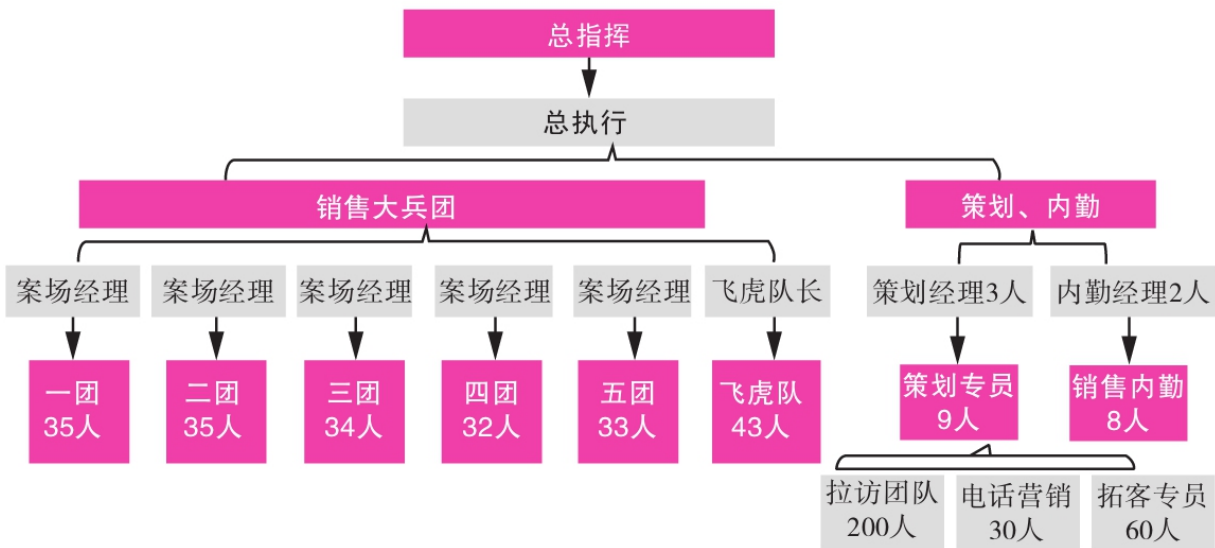 总指挥
总执行
销售大兵团
策划、内勤
案场经理
案场经理
案场经理
案场经理
案场经理
飞虎队长
策划经理3人
内勤经理2人
一团
35人
二团
35人
三团
34人
四团
32人
五团
33人
飞虎队
43人
策划专员
9人
销售内勤
8人
拉访团队
200人
电话营销
30人
拓客专员
60人